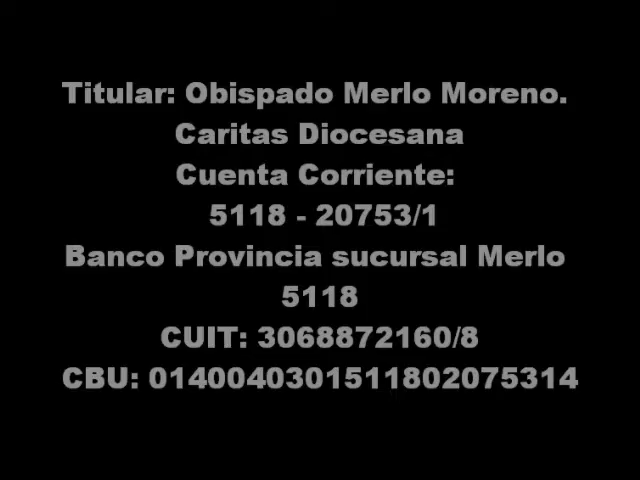 Titular: Obispado Merlo Moreno.
Caritas Diocesana
Cuenta Corriente:
5118 - 20753/1
Banco Provincia sucursal Merlo
5118
CUIT: 3068872160/8
CBU: 0140040301511802075314